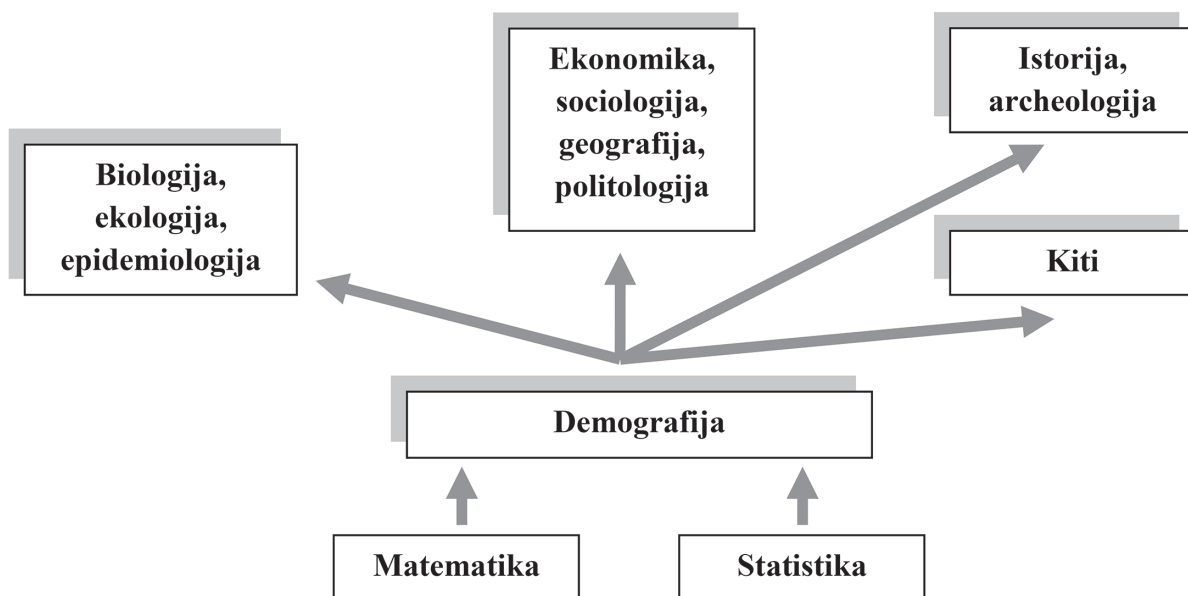 Ekonomika,
sociologija,
geografija,
politologija
Istorija,
archeologija
Biologija,
ekologija,
epidemiologija
Kiti
Demografija
Matematika
Statistika